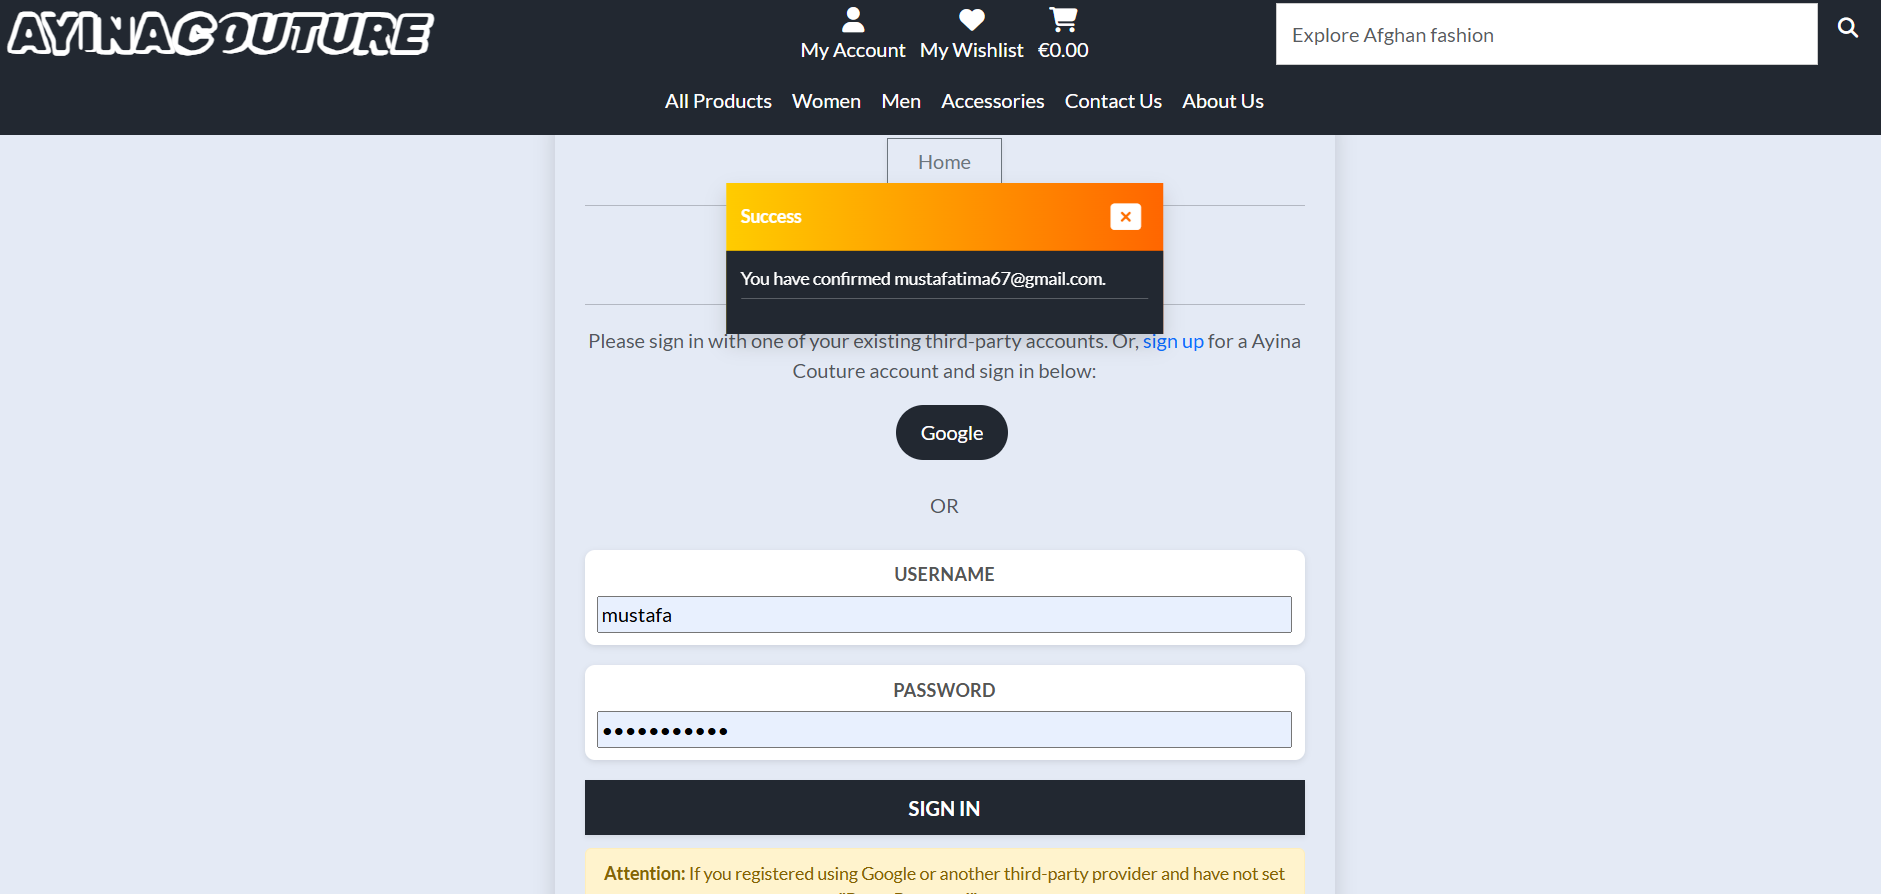 AYINACOUTURE
My Account My Wishlist €0.00
Explore Afghan fashion
All Products Women Men Accessories Contact Us About Us
Home
Success
You have confirmed mustafatima67@gmail.com.
Please sign in with one of your existing third-party accounts. Or, sign up for a Ayina
Couture account and sign in below:
Google
OR
USERNAME
mustafa
PASSWORD
•••••••••••
SIGN IN
Attention: If you registered using Google or another third-party provider and have not set